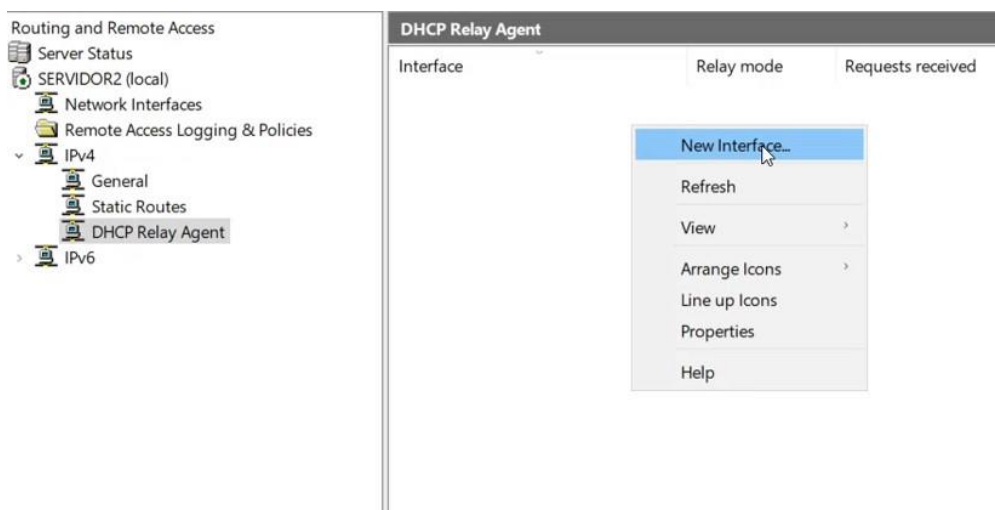 Routing and Remote Access
Server Status
SERVIDOR2 (local)
Network Interfaces
Remote Access Logging & Policies
IPv4
General
Static Routes
DHCP Relay Agent
IPv6
DHCP Relay Agent
Interface Relay mode Requests received
New Interface...
Refresh
View
Arrange Icons
Line up Icons
Properties
Help